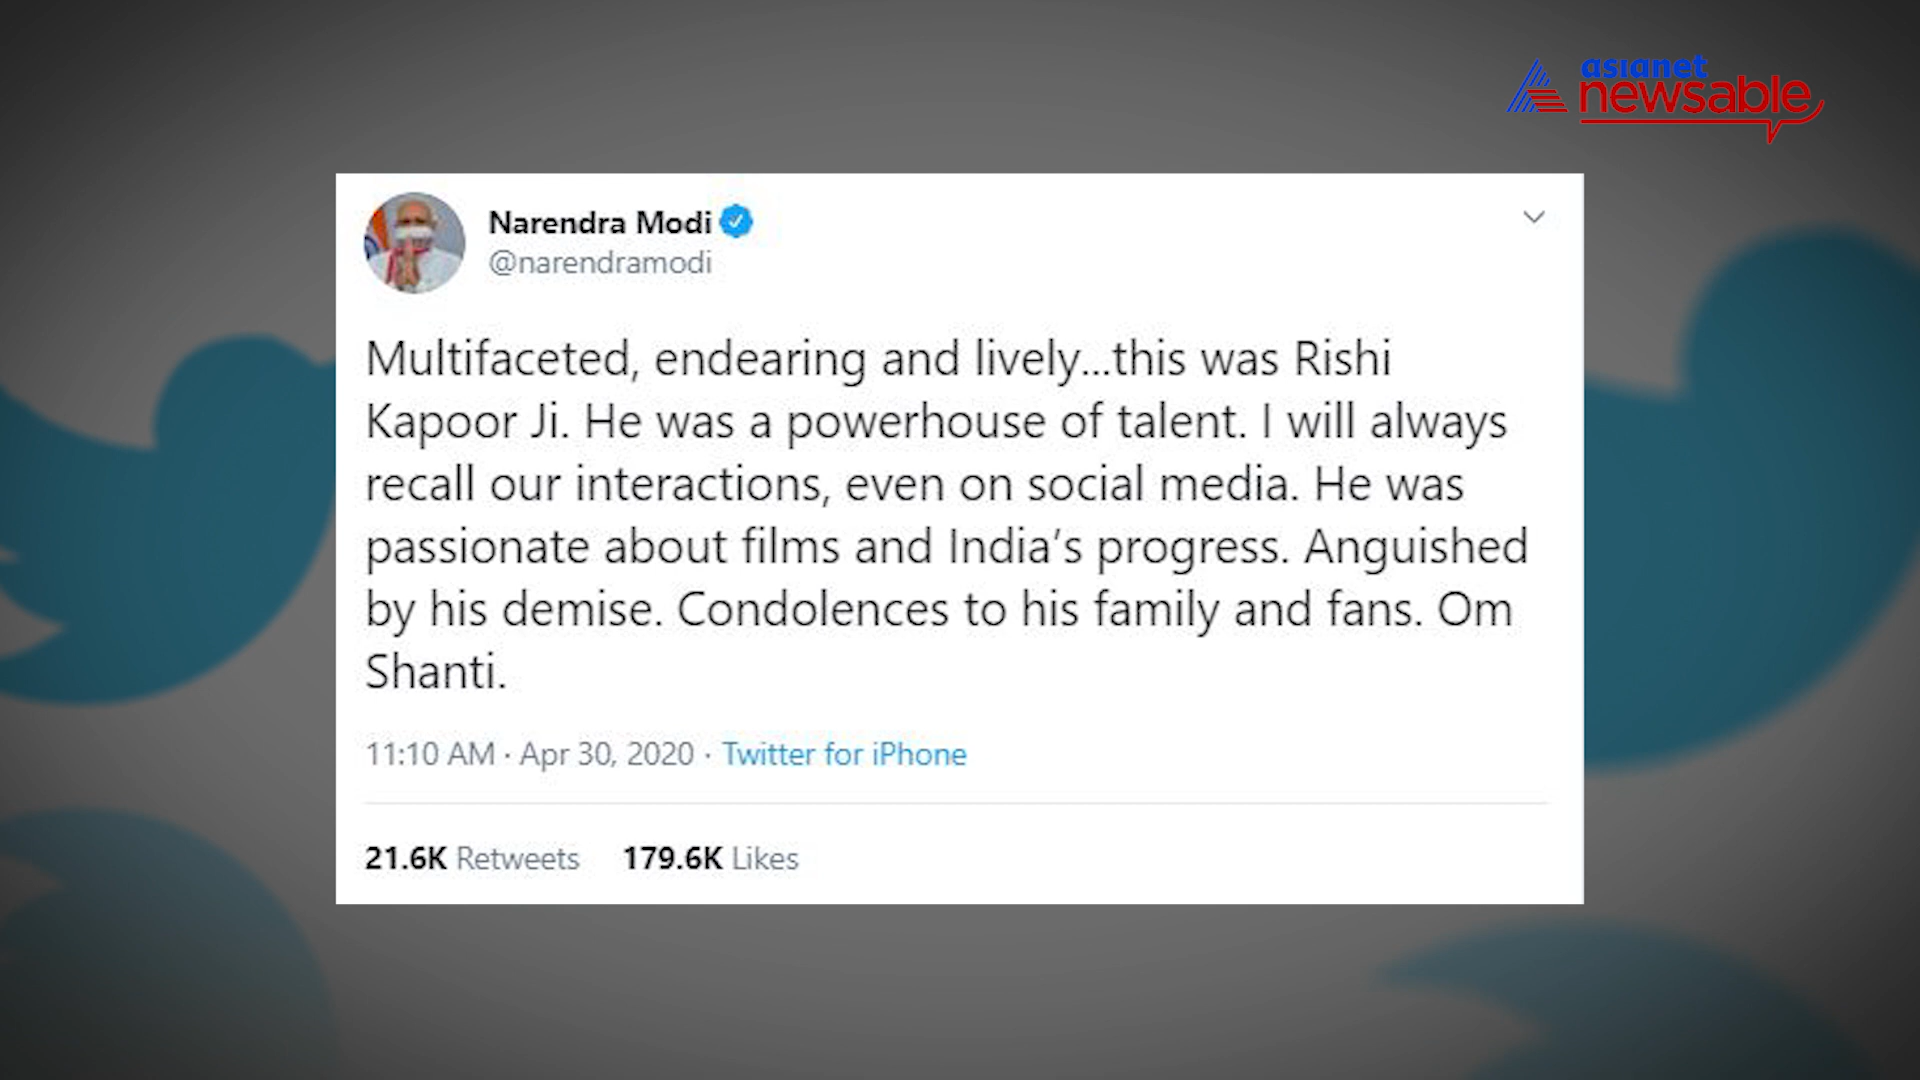 asianet
newsable
Narendra Modi
@narendramodi
Multifaceted, endearing and lively...this was Rishi
Kapoor Ji. He was a powerhouse of talent. I will always
recall our interactions, even on social media. He was
passionate about films and India's progress. Anguished
by his demise. Condolences to his family and fans. Om
Shanti.
11:10 AM · Apr 30, 2020 · Twitter for iPhone
21.6K Retweets 179.6K Likes